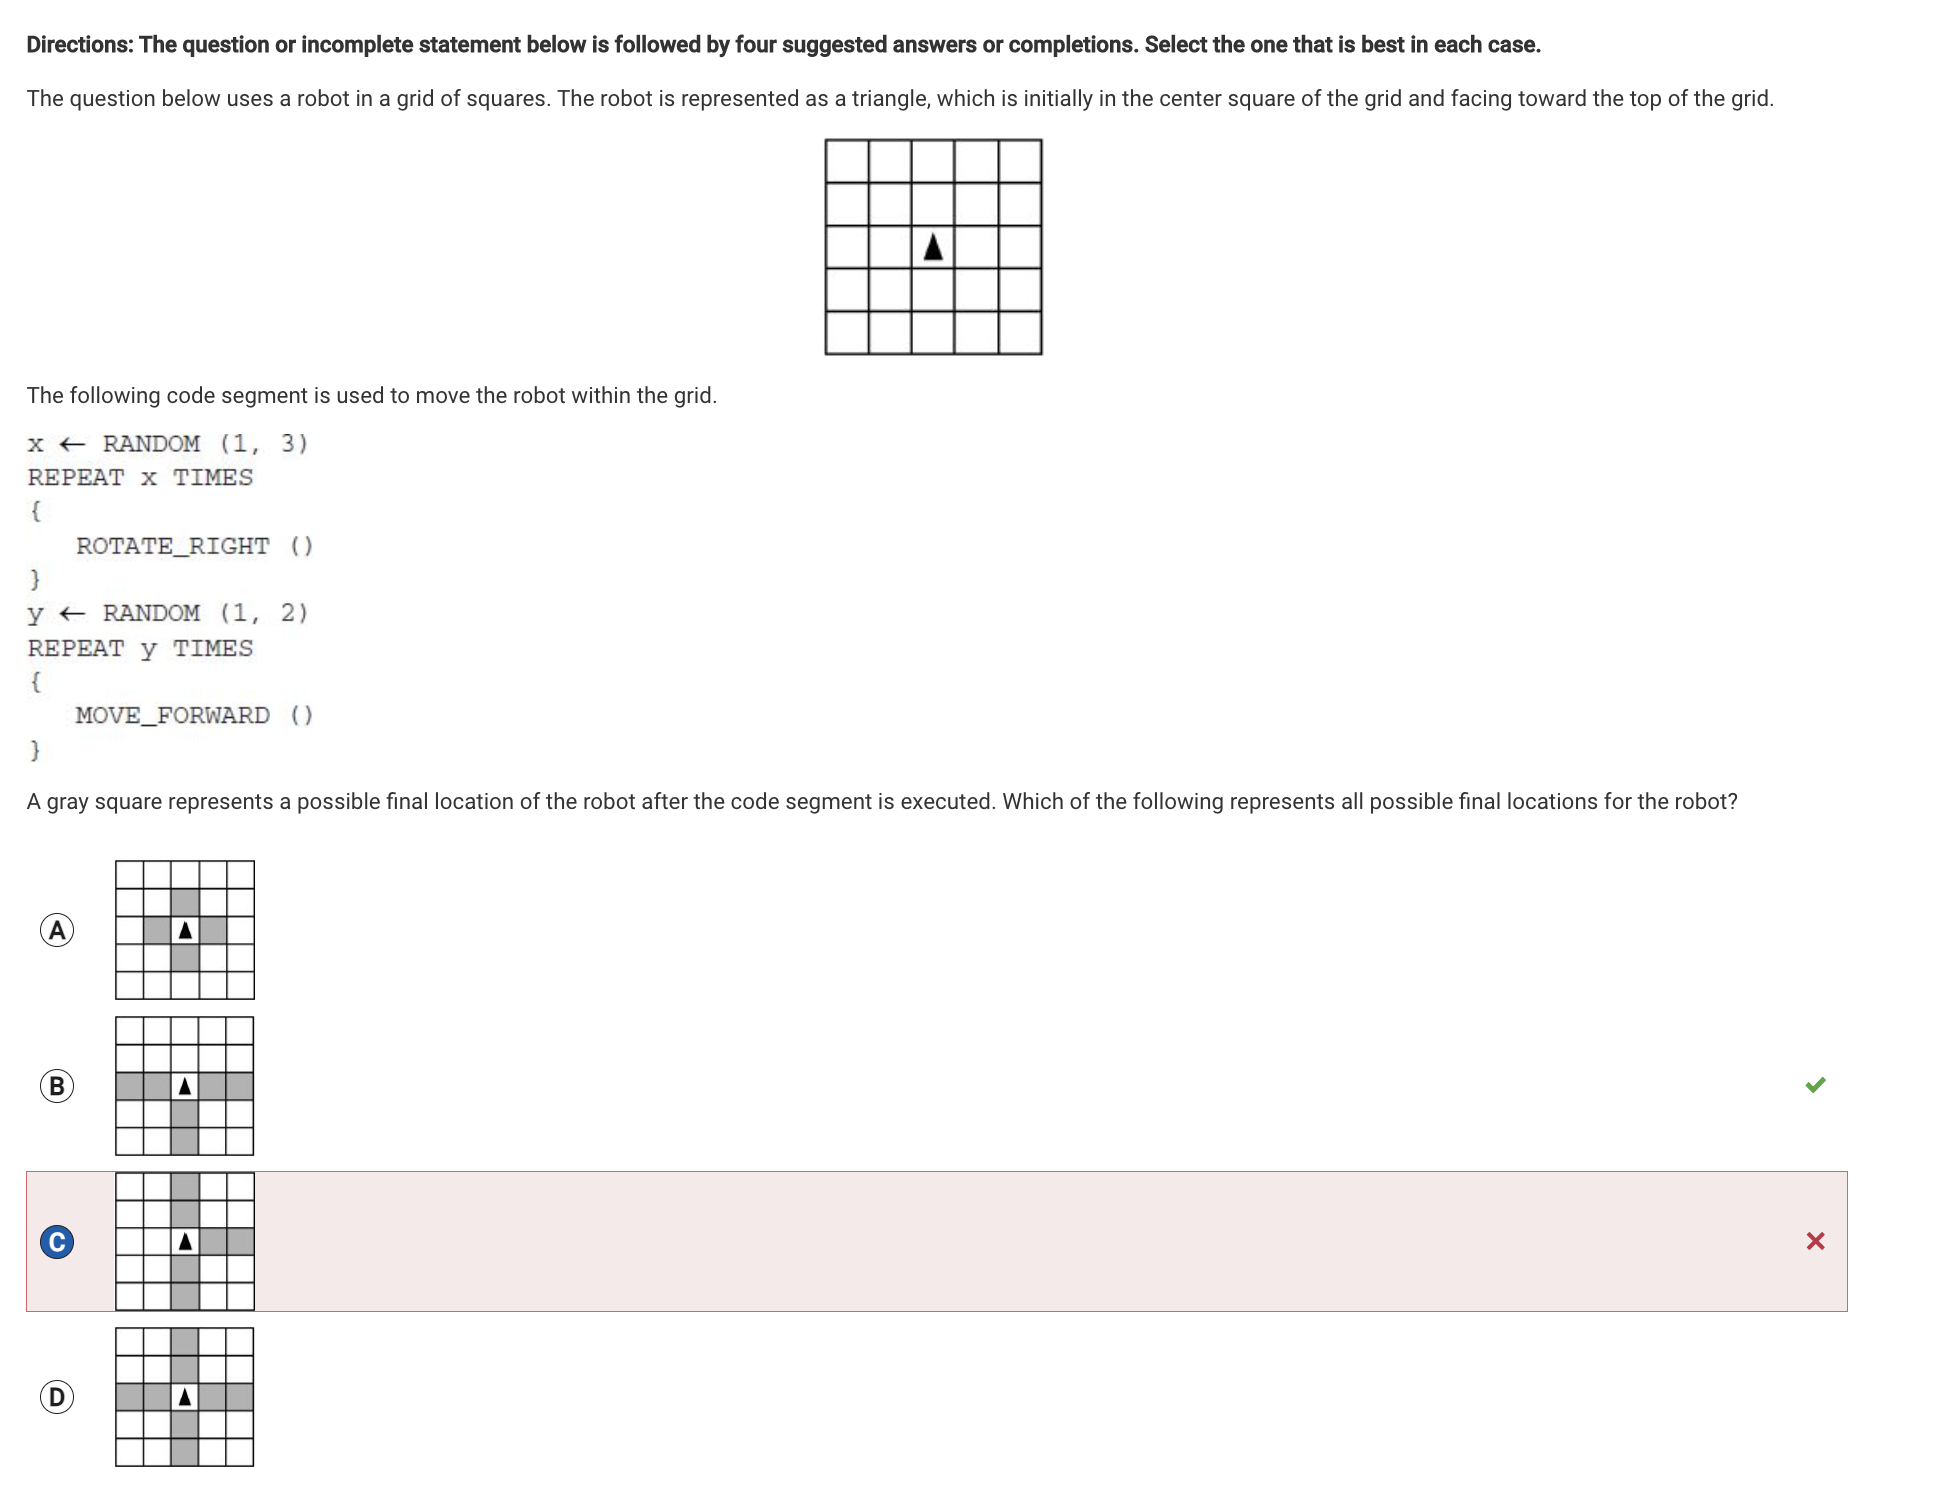 Directions: The question or incomplete statement below is followed by four suggested answers or completions. Select the one that is best in each case.
The question below uses a robot in a grid of squares. The robot is represented as a triangle, which is initially in the center square of the grid and facing toward the top of the grid.
The following code segment is used to move the robot within the grid.
x ← RANDOM (1, 3)
REPEAT x TIMES
{
ROTATE_RIGHT ()
}
y ← RANDOM (1, 2)
REPEAT y TIMES
{
MOVE_FORWARD ()
}
A gray square represents a possible final location of the robot after the code segment is executed. Which of the following represents all possible final locations for the robot?
A
B
C
D